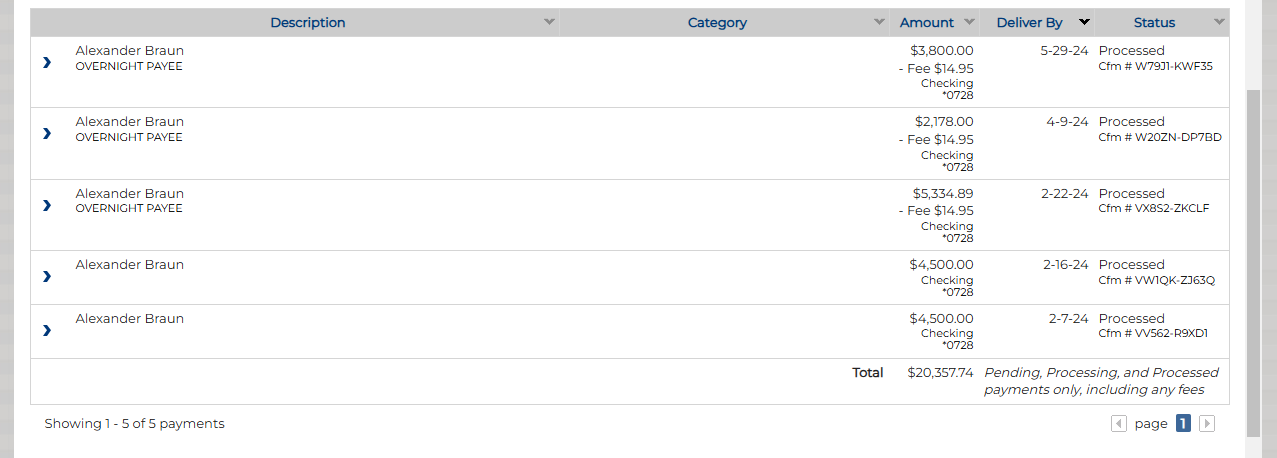 Description Category Amount Deliver By Status
Alexander Braun $3,800.00 5-29-24 Processed
OVERNIGHT PAYEE - Fee $14.95 Cfm # W79J1-KWF35
Checking
*0728
Alexander Braun $2,178.00 4-9-24 Processed
OVERNIGHT PAYEE - Fee $14.95 Cfm # W20ZN-DP7BD
Checking
*0728
Alexander Braun $5,334.89 2-22-24 Processed
OVERNIGHT PAYEE - Fee $14.95 Cfm # VX8S2-ZKCLF
Checking
*0728
Alexander Braun $4,500.00 2-16-24 Processed
Checking Cfm # VW1QK-ZJ63Q
*0728
Alexander Braun $4,500.00 2-7-24 Processed
Checking Cfm # VV562-R9XD1
*0728
Total $20,357.74 Pending, Processing, and Processed
payments only, including any fees
Showing 1 - 5 of 5 payments page 1